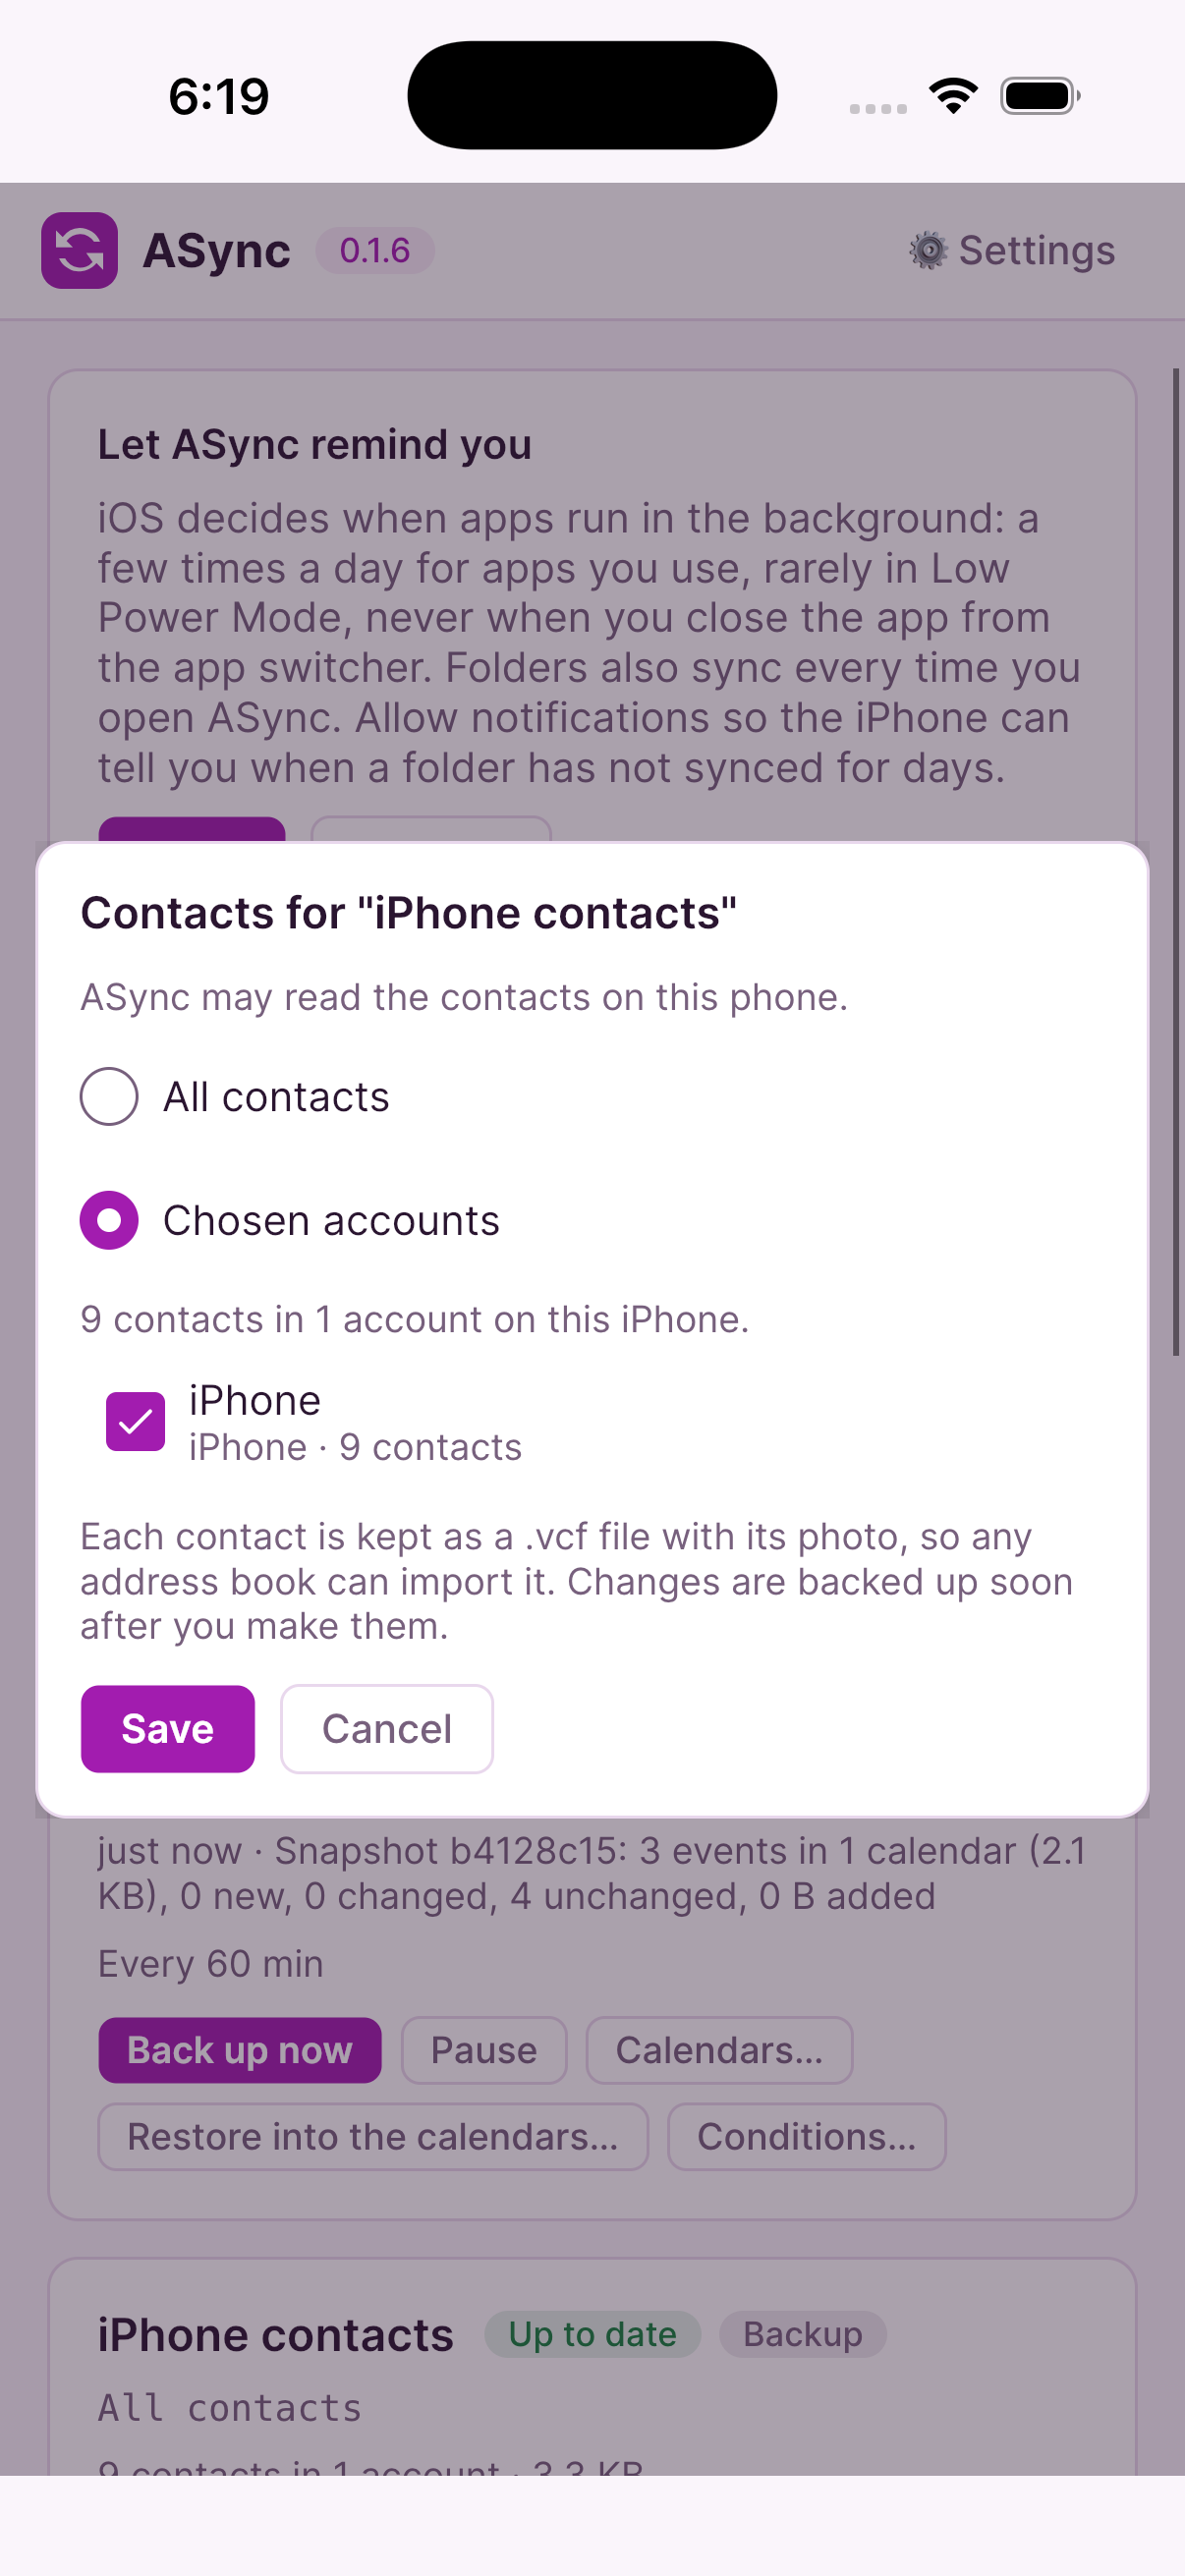 6:19
ASync 0.1.6 Settings
Let ASync remind you
iOS decides when apps run in the background: a
few times a day for apps you use, rarely in Low
Power Mode, never when you close the app from
the app switcher. Folders also sync every time you
open ASync. Allow notifications so the iPhone can
tell you when a folder has not synced for days.
Contacts for "iPhone contacts"
ASync may read the contacts on this phone.
All contacts
Chosen accounts
9 contacts in 1 account on this iPhone.
iPhone
iPhone · 9 contacts
Each contact is kept as a .vcf file with its photo, so any
address book can import it. Changes are backed up soon
after you make them.
Save Cancel
just now · Snapshot b4128c15: 3 events in 1 calendar (2.1
KB), 0 new, 0 changed, 4 unchanged, 0 B added
Every 60 min
Back up now Pause Calendars...
Restore into the calendars... Conditions...
iPhone contacts Up to date Backup
All contacts
9 contacts in 1 account · 3.3 KB